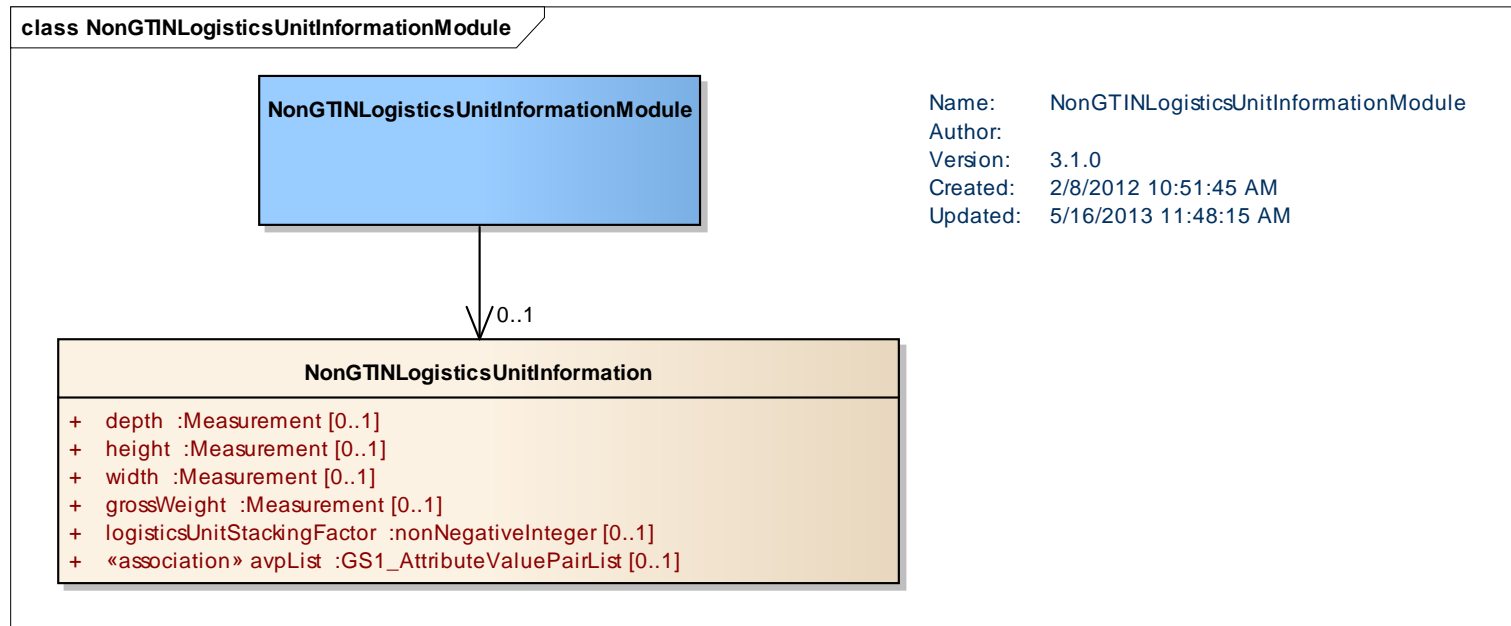 class NonGTINLogisticsUnitInformationModule
NonGTINLogisticsUnitInformationModule
Name: NonGTINLogisticsUnitInformationModule
Author:
Version: 3.1.0
Created: 2/8/2012 10:51:45 AM
Updated: 5/16/2013 11:48:15 AM
0..1
NonGTINLogisticsUnitInformation
+ depth :Measurement [0..1]
+ height :Measurement [0..1]
+ width :Measurement [0..1]
+ grossWeight :Measurement [0..1]
+ logisticsUnitStackingFactor :nonNegativeInteger [0..1]
+ «association» avpList :GS1_AttributeValuePairList [0..1]